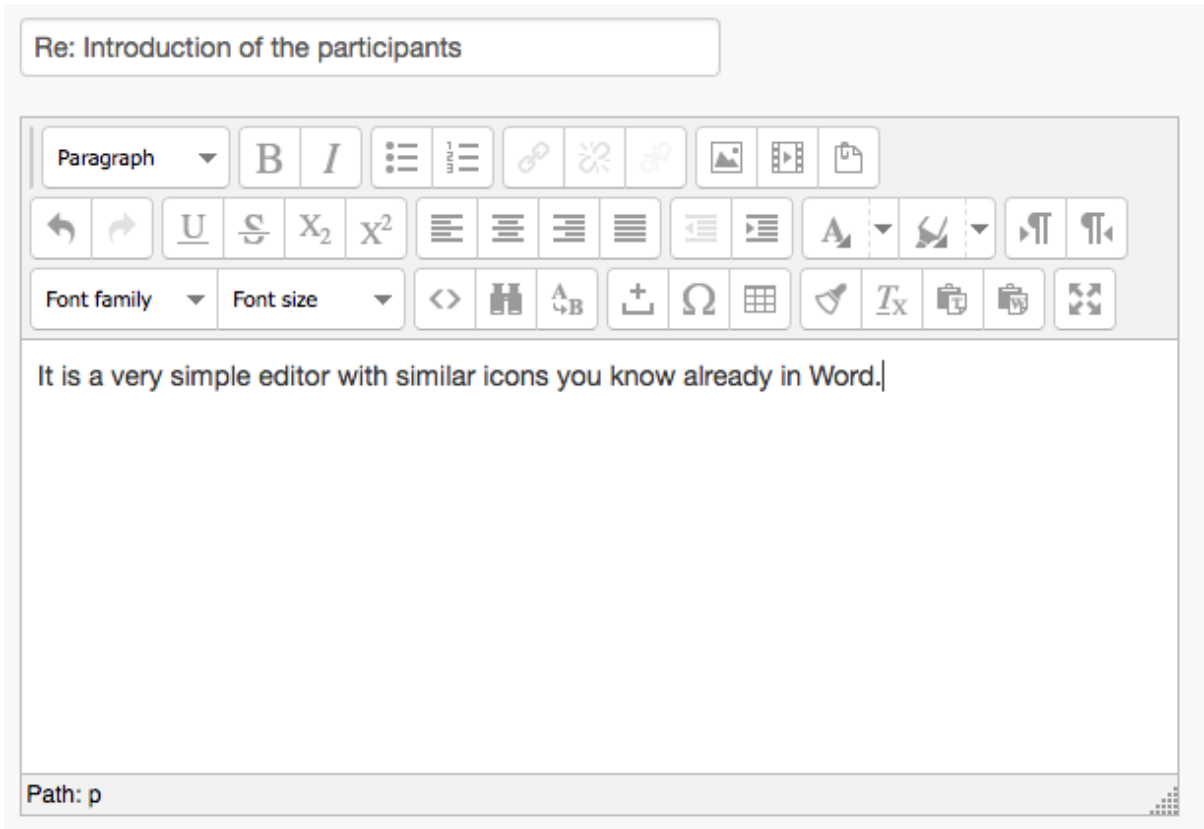 Re: Introduction of the participants
Paragraph B I
U S X₂ X²
Font family Font size
It is a very simple editor with similar icons you know already in Word.
Path: p